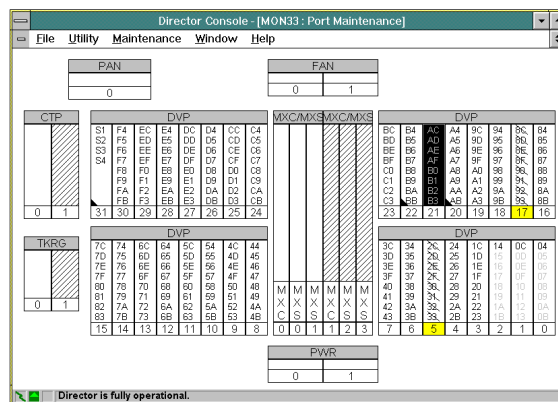 Director Console - [MON33 : Port Maintenance]
File Utility Maintenance Window Help
PAN FAN
0 0 1
CTP DVP MXC/MXS MXC/MXS DVP
S1 F4 EC E4 DC D4 CC C4 BC B4 AC A4 9C 94 8C 84
S2 F5 ED E5 DD D5 CD C5 BD B5 AD A5 9D 95 8D 85
S3 F6 EE E6 DE D6 CE C6 BE B6 AE A6 9E 96 8E 86
S4 F7 EF E7 DF D7 CF C7 BF B7 AF A7 9F 97 8F 87
F8 F0 E8 E0 D8 D0 C8 C0 B8 B0 A8 A0 98 90 88
F9 F1 E9 E1 D9 D1 C9 C1 B9 B1 A9 A1 99 91 89
FA F2 EA E2 DA D2 CA C2 BA B2 AA A2 9A 92 8A
FB F3 EB E3 DB D3 CB C3 BB B3 AB A3 9B 93 8B
0 1 31 30 29 28 27 26 25 24 23 22 21 20 19 18 17 16
TKRG DVP DVP
7C 74 6C 64 5C 54 4C 44 3C 34 2C 24 1C 14 0C 04
7D 75 6D 65 5D 55 4D 45 3D 35 2D 25 1D 15 0D 05
7E 76 6E 66 5E 56 4E 46 3E 36 2E 26 1E 16 0E 06
7F 77 6F 67 5F 57 4F 47 3F 37 2F 27 1F 17 0F 07
80 78 70 68 60 58 50 48 40 38 30 28 20 18 10 08
81 79 71 69 61 59 51 49 41 39 31 29 21 19 11 09
82 7A 72 6A 62 5A 52 4A 42 3A 32 2A 22 1A 12 0A
83 7B 73 6B 63 5B 53 4B 43 3B 33 2B 23 1B 13 0B
0 1 15 14 13 12 11 10 9 8 7 6 5 4 3 2 1 0
M M M M M M
X X X X X X
C S S C S S
0 0 1 1 2 3
PWR
0 1
Director is fully operational.